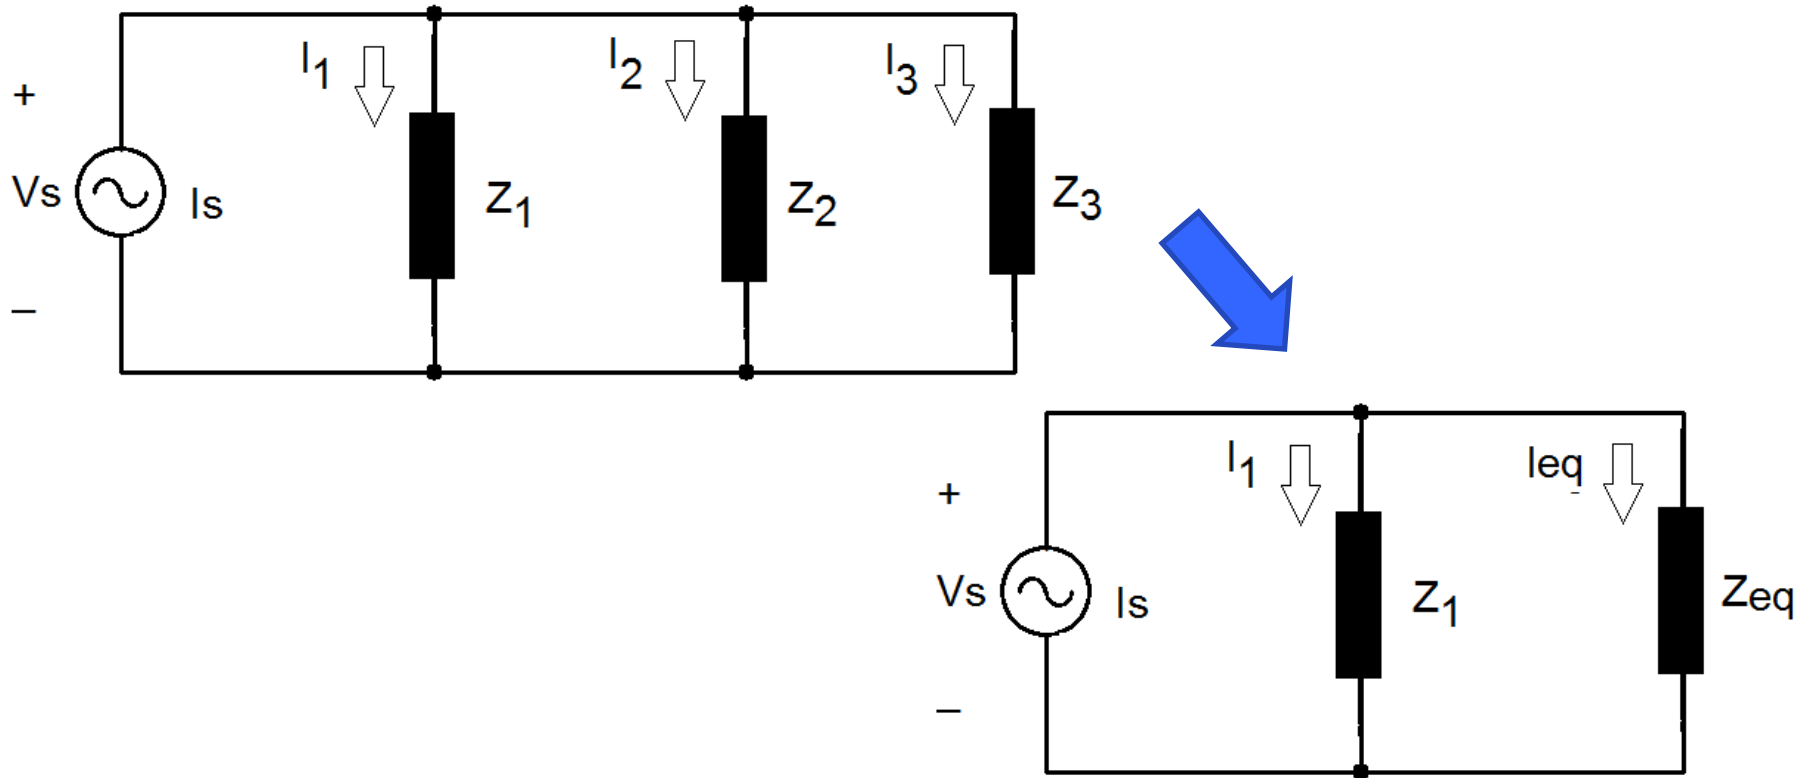 I1
I2
I3
+
Vs
Is
Z1
Z2
Z3
–
I1
Ieq
+
Vs
Is
Z1
Zeq
–